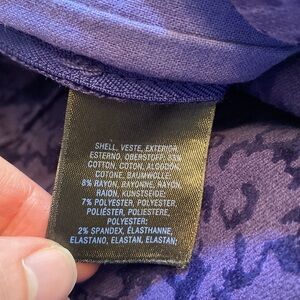 SHELL, VESTE, EXTERIOR,
ESTERNO, OBERSTOFF: 83%
COTTON, COTON, ALGODÓN,
COTONE, BAUMWOLLE;
8% RAYON, RAYONNE, RAYÓN,
RAION, KUNSTSEIDE;
7% POLYESTER, POLYESTER,
POLIÉSTER, POLIESTERE,
POLYESTER;
2% SPANDEX, ÉLASTHANNE,
ELASTANO, ELASTAN, ELASTAN;